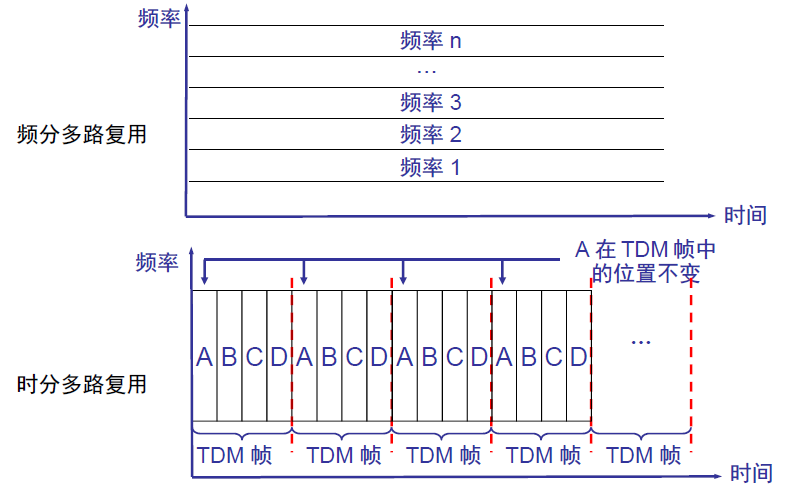 频率
频率 n
…
频率 3
频分多路复用
频率 2
频率 1
时间
频率
A 在 TDM 帧中
的位置不变
A B C D A B C D A B C D A B C D …
时分多路复用
TDM 帧 TDM 帧 TDM 帧 TDM 帧 TDM 帧
时间